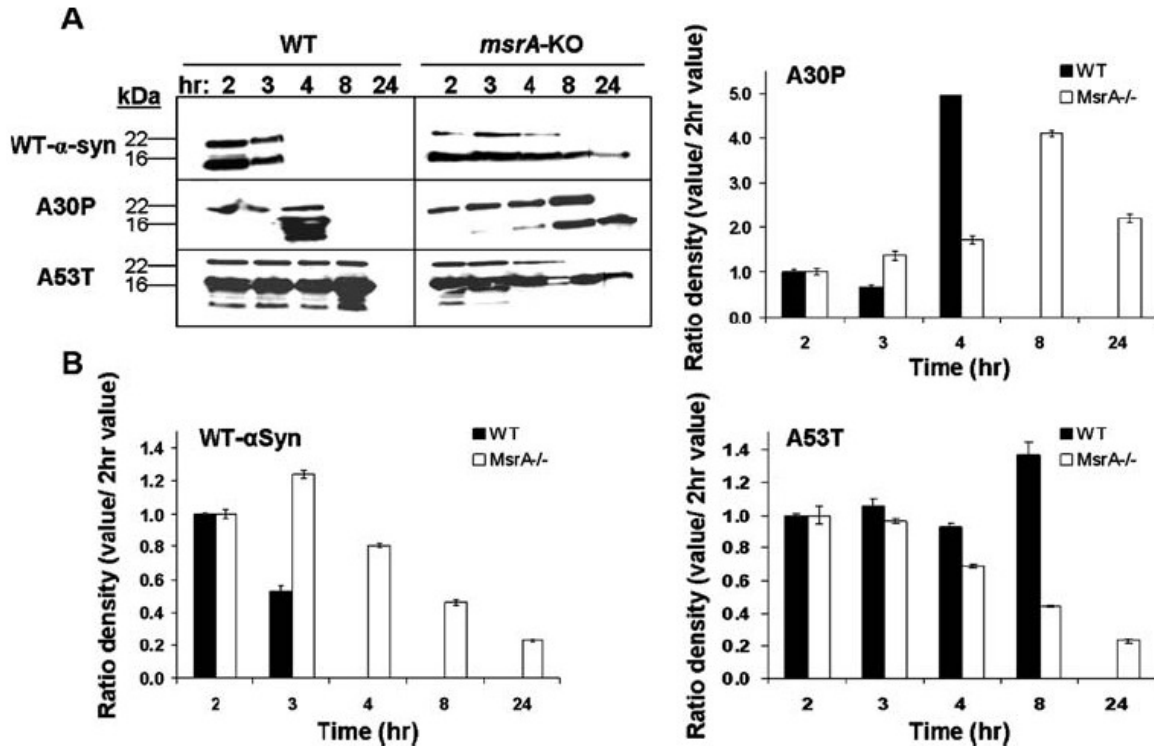 A
WT
msrA-KO
hr: 2 3 4 8 24
2 3 4 8 24
kDa
WT-α-syn
22
16
A30P
22
16
A53T
22
16
A30P
WT
MsrA-/-
Ratio density (value/ 2hr value)
5.0
4.0
3.0
2.0
1.0
0.0
2 3 4 8 24
Time (hr)
B
WT-αSyn
WT
MsrA-/-
Ratio density (value/ 2hr value)
1.4
1.2
1.0
0.8
0.6
0.4
0.2
0.0
2 3 4 8 24
Time (hr)
A53T
WT
MsrA-/-
Ratio density (value/ 2hr value)
1.4
1.2
1.0
0.8
0.6
0.4
0.2
0.0
2 3 4 8 24
Time (hr)